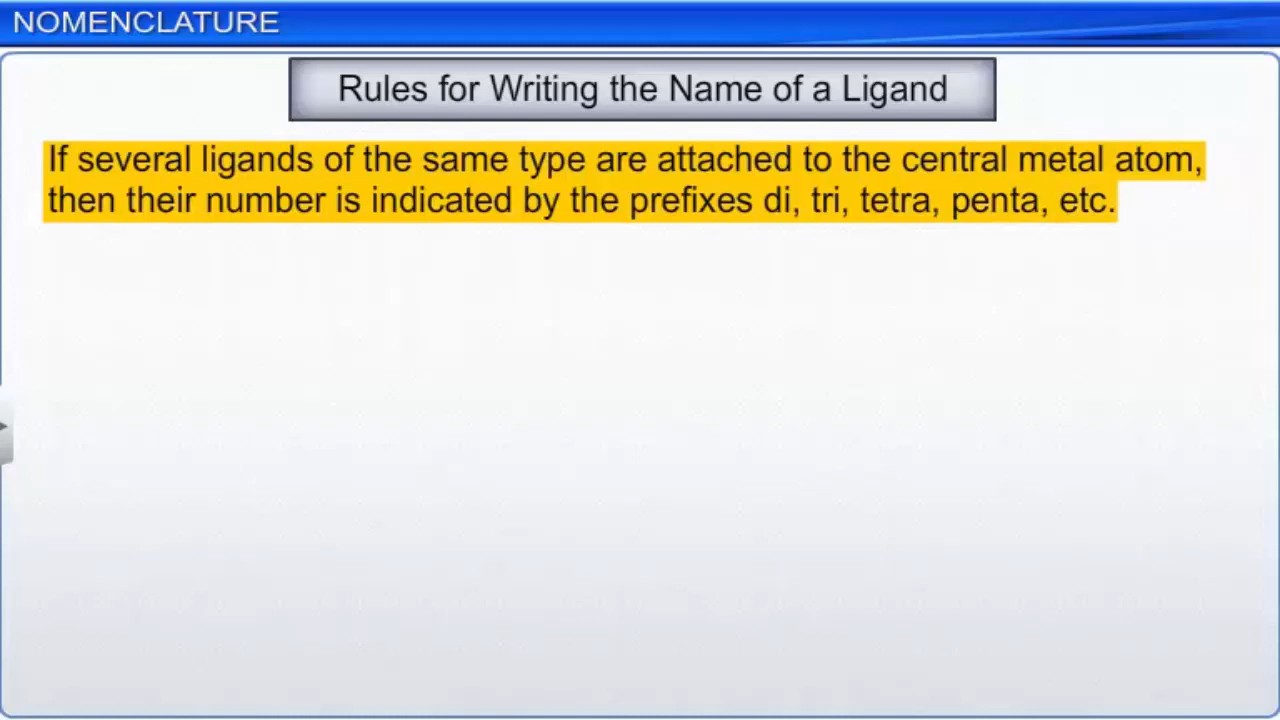 NOMENCLATURE
Rules for Writing the Name of a Ligand
If several ligands of the same type are attached to the central metal atom,
then their number is indicated by the prefixes di, tri, tetra, penta, etc.